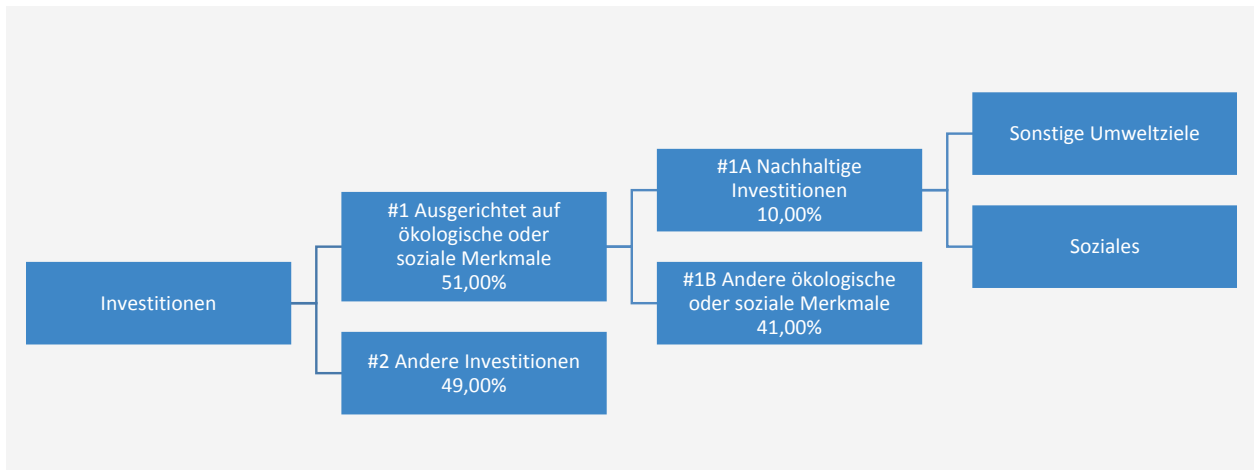 Investitionen
#1 Ausgerichtet auf
ökologische oder
soziale Merkmale
51,00%
#2 Andere Investitionen
49,00%
#1A Nachhaltige
Investitionen
10,00%
#1B Andere ökologische
oder soziale Merkmale
41,00%
Sonstige Umweltziele
Soziales